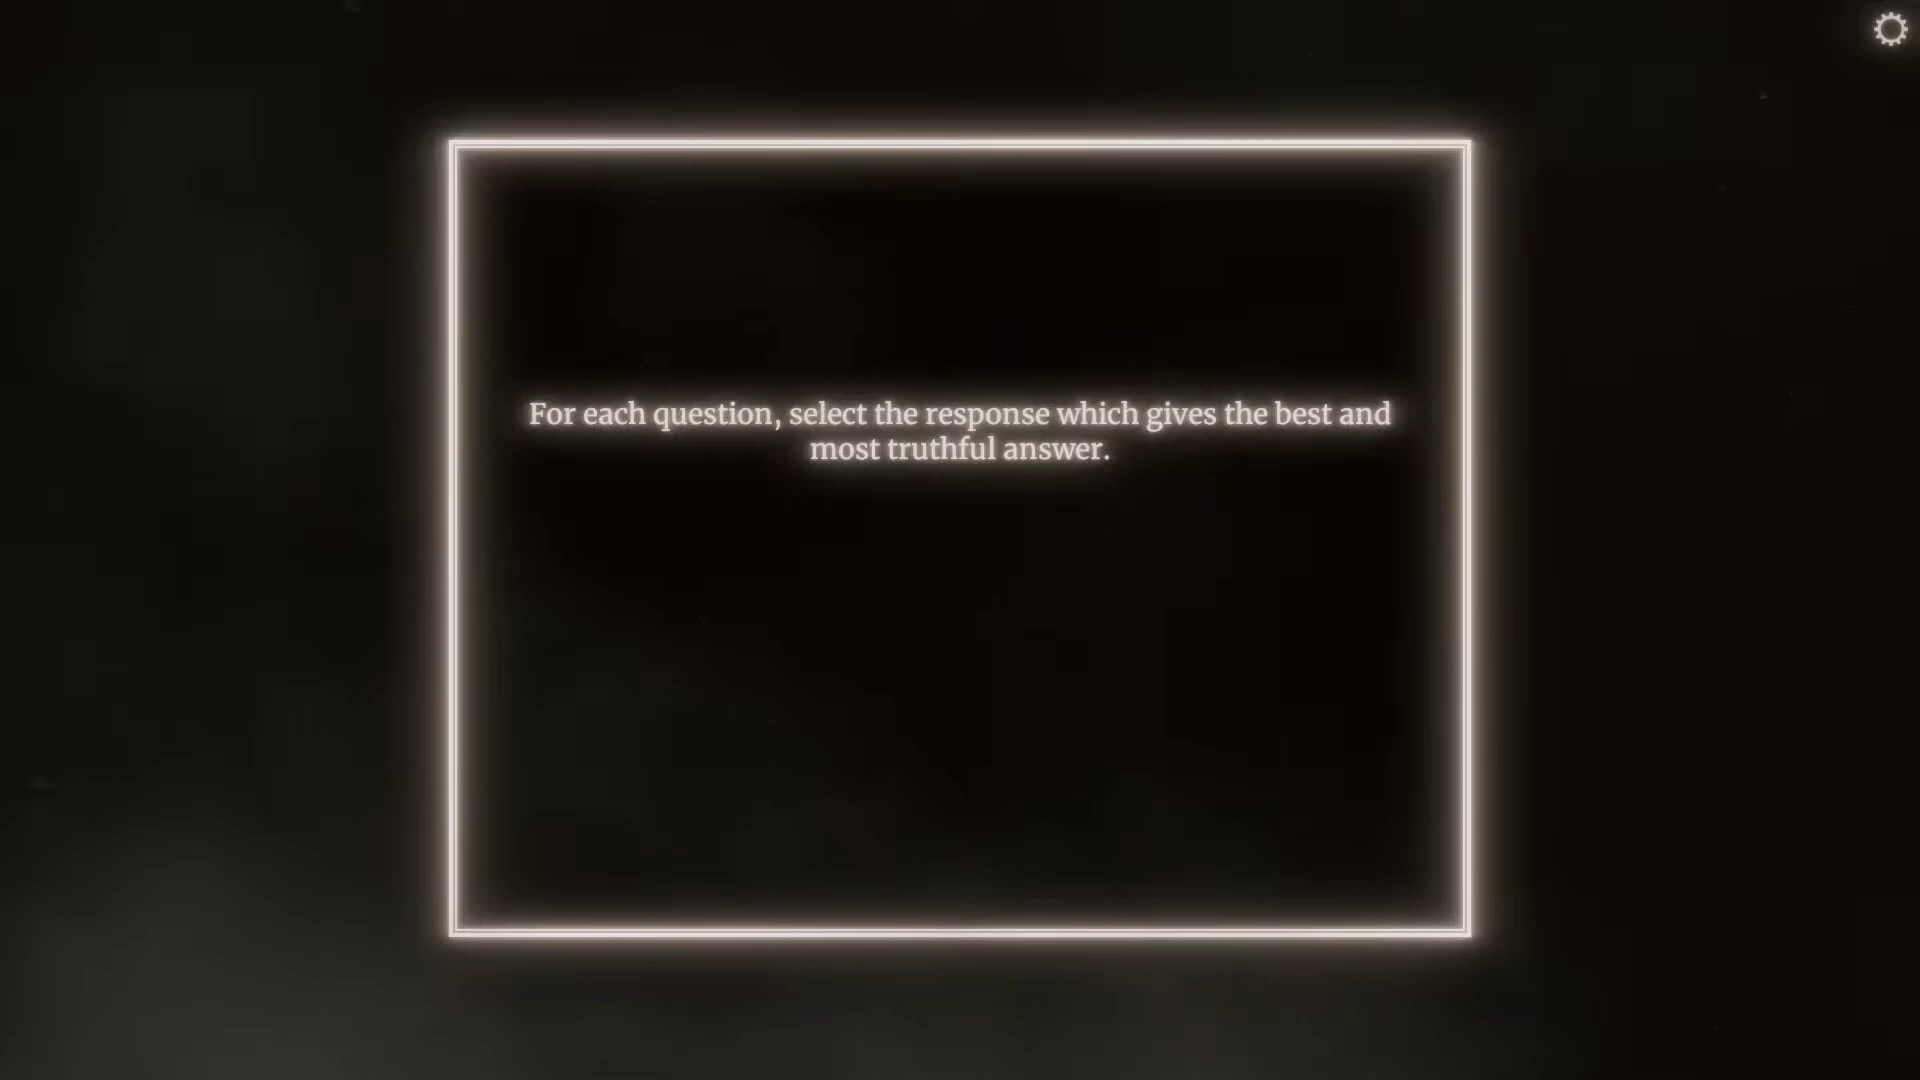 For each question, select the response which gives the best and
most truthful answer.